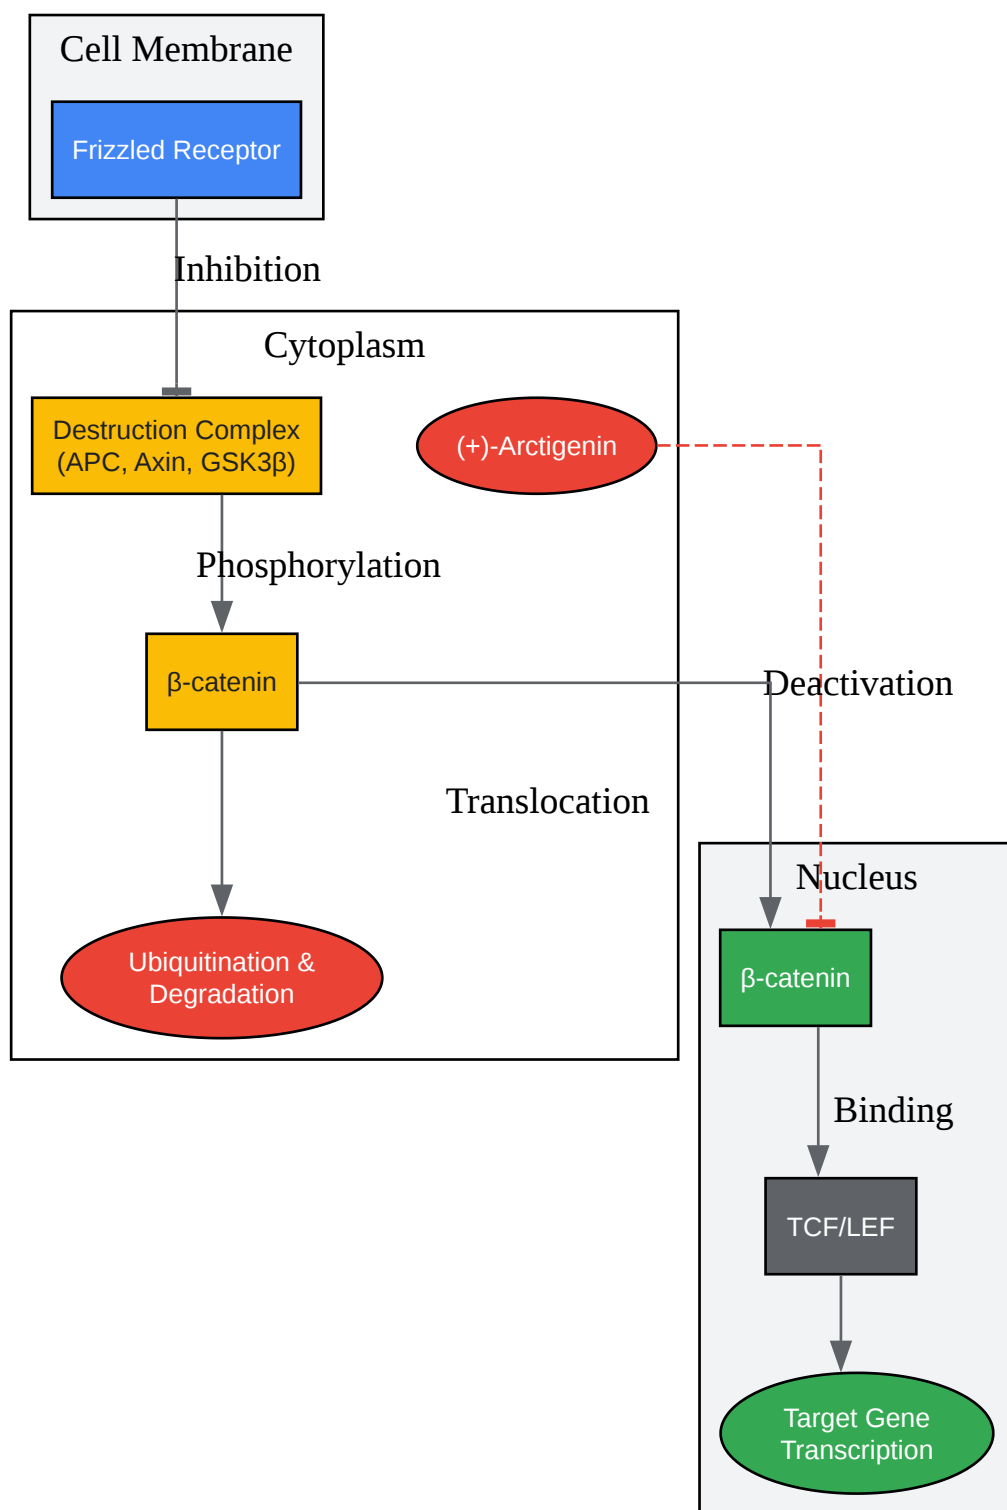 Cell Membrane
Frizzled Receptor
Inhibition
Cytoplasm
Destruction Complex
(APC, Axin, GSK3β)
(+)-Arctigenin
Phosphorylation
β-catenin
Deactivation
Translocation
Nucleus
Ubiquitination &
Degradation
β-catenin
Binding
TCF/LEF
Target Gene
Transcription